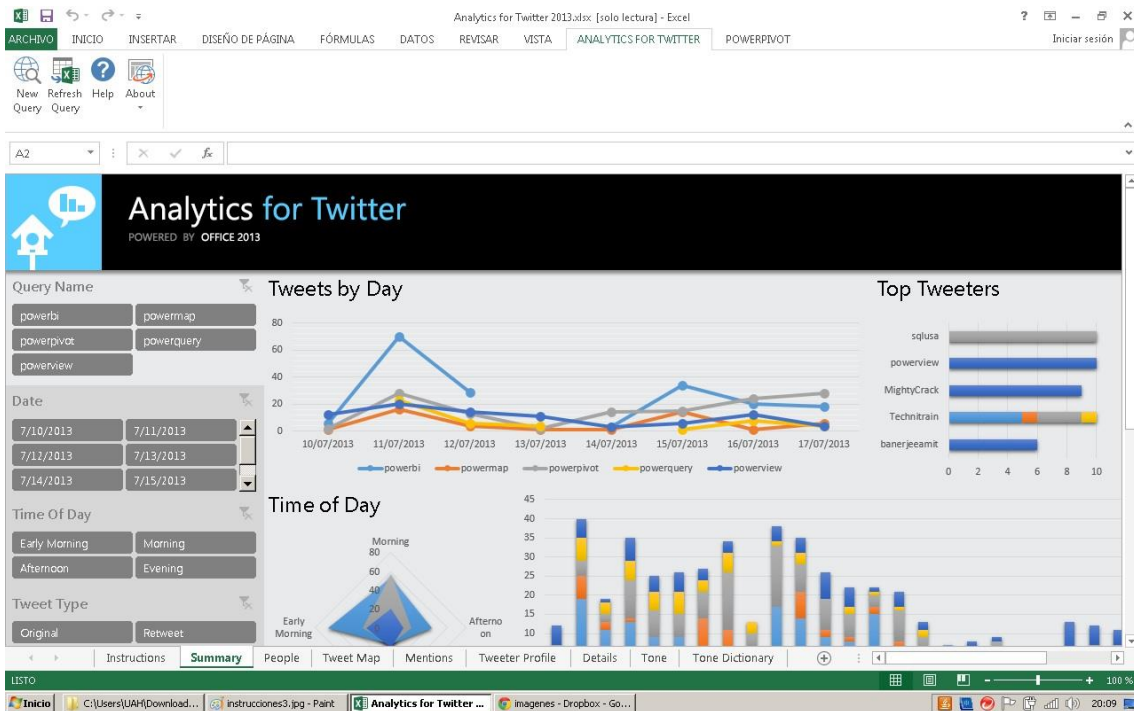 Analytics for Twitter 2013.xlsx [solo lectura] - Excel
ARCHIVO INICIO INSERTAR DISEÑO DE PÁGINA FÓRMULAS DATOS REVISAR VISTA ANALYTICS FOR TWITTER POWERPIVOT Iniciar sesión
New Query Refresh Query Help About
A2 fx
Analytics for Twitter
POWERED BY OFFICE 2013
Query Name
powerbi powermap
powerpivot powerquery
powerview
Date
7/10/2013 7/11/2013
7/12/2013 7/13/2013
7/14/2013 7/15/2013
Time Of Day
Early Morning Morning
Afternoon Evening
Tweet Type
Original Retweet
Tweets by Day
80
60
40
20
0
10/07/2013 11/07/2013 12/07/2013 13/07/2013 14/07/2013 15/07/2013 16/07/2013 17/07/2013
powerbi powermap powerpivot powerquery powerview
Top Tweeters
sqlusa
powerview
MightyCrack
Technitrain
banerjeeamit
0 2 4 6 8 10
Time of Day
Morning
80
60
40
20
0
Early Morning
Afterno
on
45
40
35
30
25
20
15
10
Instructions Summary People Tweet Map Mentions Tweeter Profile Details Tone Tone Dictionary
LISTO 100 %
Inicio C:\Users\UAH\Download... instrucciones3.jpg - Paint Analytics for Twitter ... imagenes - Dropbox - Go... 20:09